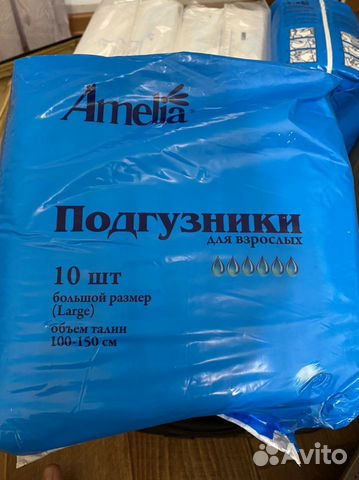 Amelia
Подгузники
для взрослых
10 шт
большой размер
(Large)
объем талии
100-150 см
Avito